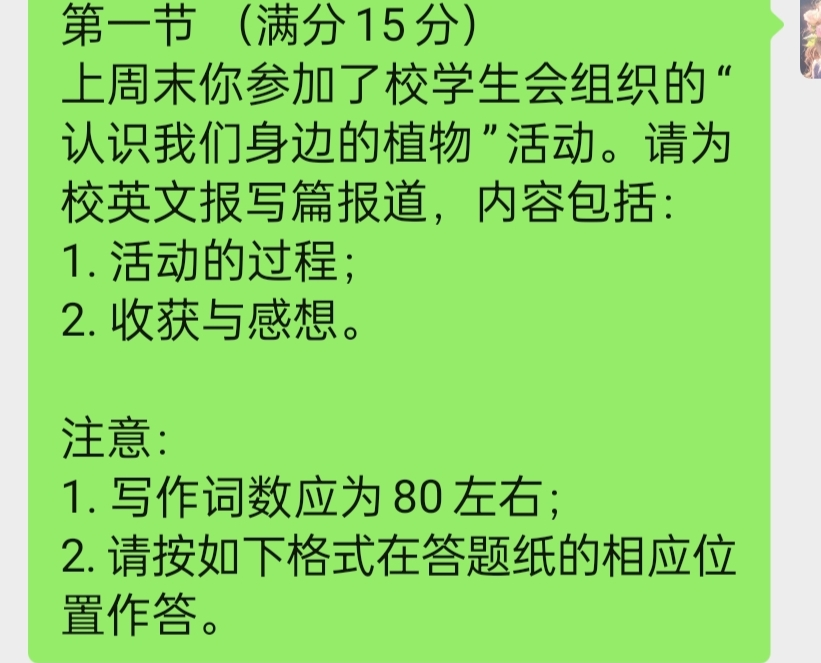 第一节 （满分15分）
上周末你参加了校学生会组织的“
认识我们身边的植物”活动。请为
校英文报写篇报道，内容包括：
1. 活动的过程；
2. 收获与感想。
注意：
1. 写作词数应为80左右；
2. 请按如下格式在答题纸的相应位
置作答。